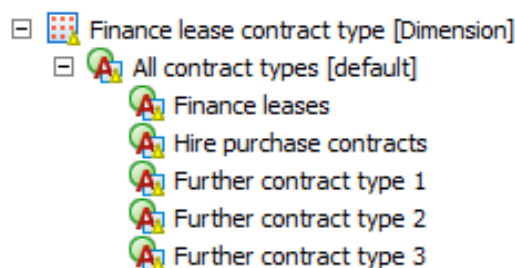 Finance lease contract type [Dimension]
All contract types [default]
Finance leases
Hire purchase contracts
Further contract type 1
Further contract type 2
Further contract type 3